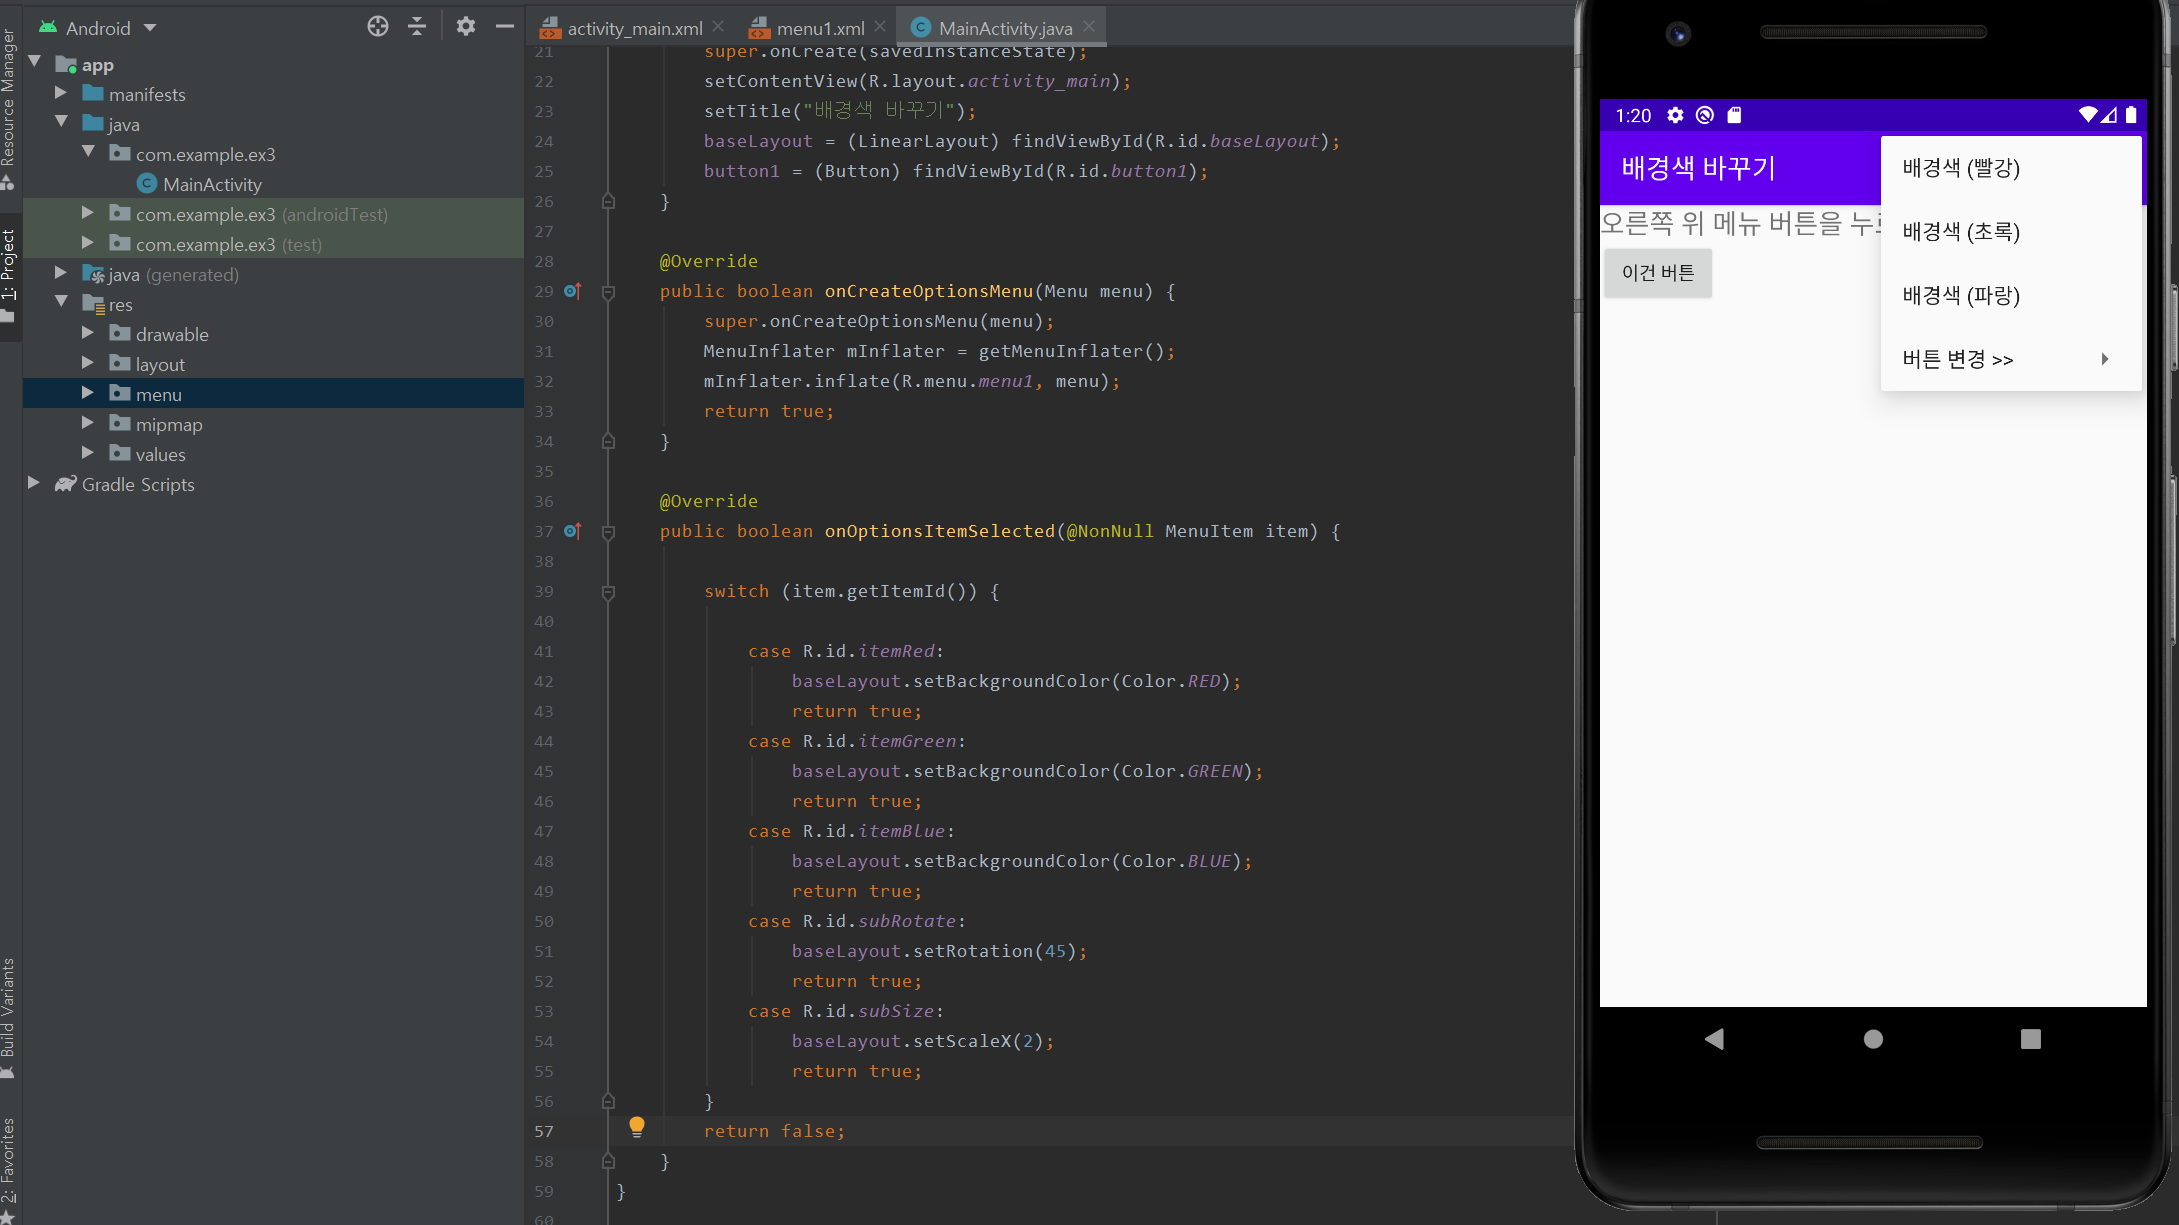 Android
activity_main.xml
menu1.xml
MainActivity.java
Resource Manager
1: Project
Build Variants
2: Favorites
app
manifests
java
com.example.ex3
MainActivity
com.example.ex3 (androidTest)
com.example.ex3 (test)
java (generated)
res
drawable
layout
menu
mipmap
values
Gradle Scripts
21 super.onCreate(savedInstanceState);
22 setContentView(R.layout.activity_main);
23 setTitle("배경색 바꾸기");
24 baseLayout = (LinearLayout) findViewById(R.id.baseLayout);
25 button1 = (Button) findViewById(R.id.button1);
26 }
27
28 @Override
29 public boolean onCreateOptionsMenu(Menu menu) {
30 super.onCreateOptionsMenu(menu);
31 MenuInflater mInflater = getMenuInflater();
32 mInflater.inflate(R.menu.menu1, menu);
33 return true;
34 }
35
36 @Override
37 public boolean onOptionsItemSelected(@NonNull MenuItem item) {
38
39 switch (item.getItemId()) {
40
41 case R.id.itemRed:
42 baseLayout.setBackgroundColor(Color.RED);
43 return true;
44 case R.id.itemGreen:
45 baseLayout.setBackgroundColor(Color.GREEN);
46 return true;
47 case R.id.itemBlue:
48 baseLayout.setBackgroundColor(Color.BLUE);
49 return true;
50 case R.id.subRotate:
51 baseLayout.setRotation(45);
52 return true;
53 case R.id.subSize:
54 baseLayout.setScaleX(2);
55 return true;
56 }
57 return false;
58 }
59 }
60
1:20
배경색 바꾸기
오른쪽 위 메뉴 버튼을
이건 버튼
배경색 (빨강)
배경색 (초록)
배경색 (파랑)
버튼 변경 >>